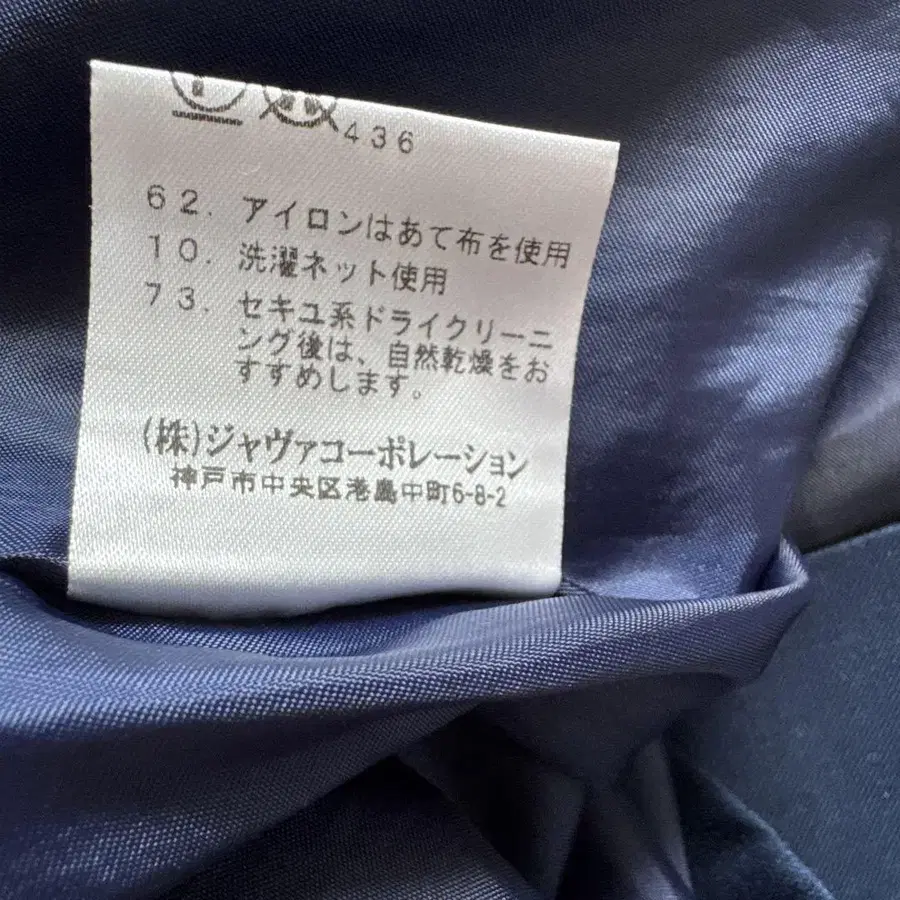 436
62. アイロンはあて布を使用
10. 洗濯ネット使用
73. セキユ系ドライクリーニ
ング後は、自然乾燥をお
すすめします。
(株)ジャヴァコーポレーション
神戸市中央区港島中町6-8-2